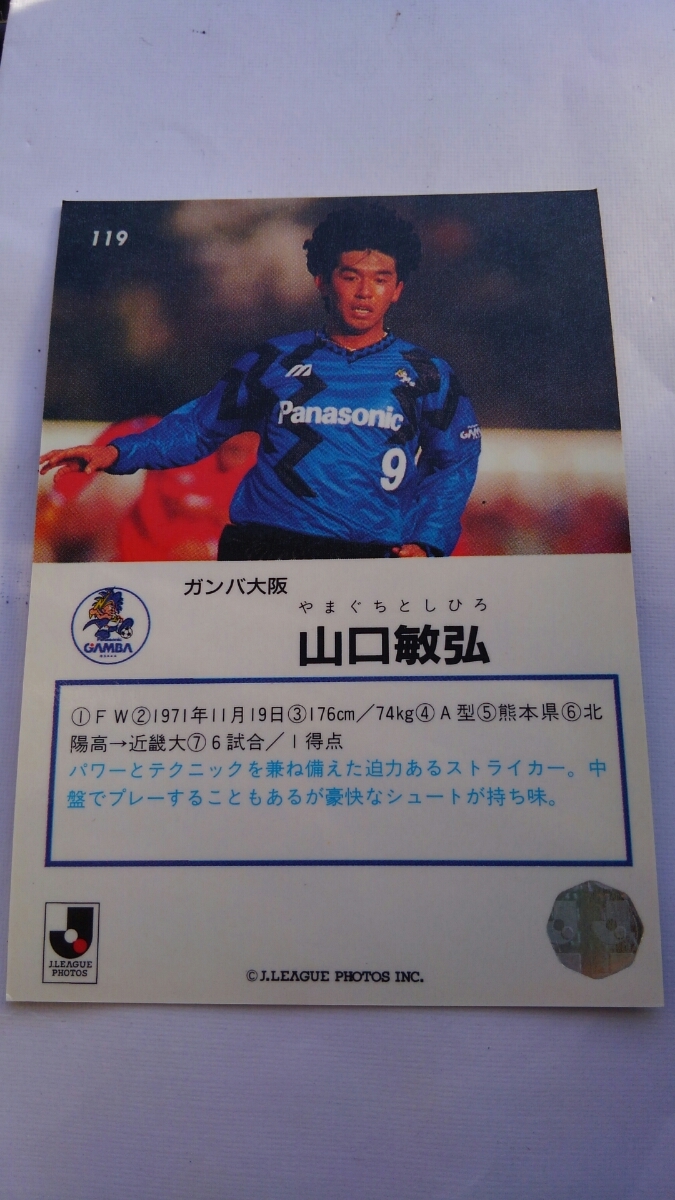 119
Panasonic
GAMBA
9
ガンバ大阪
やまぐちとしひろ
山口敏弘
GAMBA
①ＦＷ②1971年11月19日③176cm／74kg④Ａ型⑤熊本県⑥北
陽高→近畿大⑦６試合／１得点
パワーとテクニックを兼ね備えた迫力あるストライカー。中
盤でプレーすることもあるが豪快なシュートが持ち味。
J.LEAGUE
PHOTOS
©J.LEAGUE PHOTOS INC.